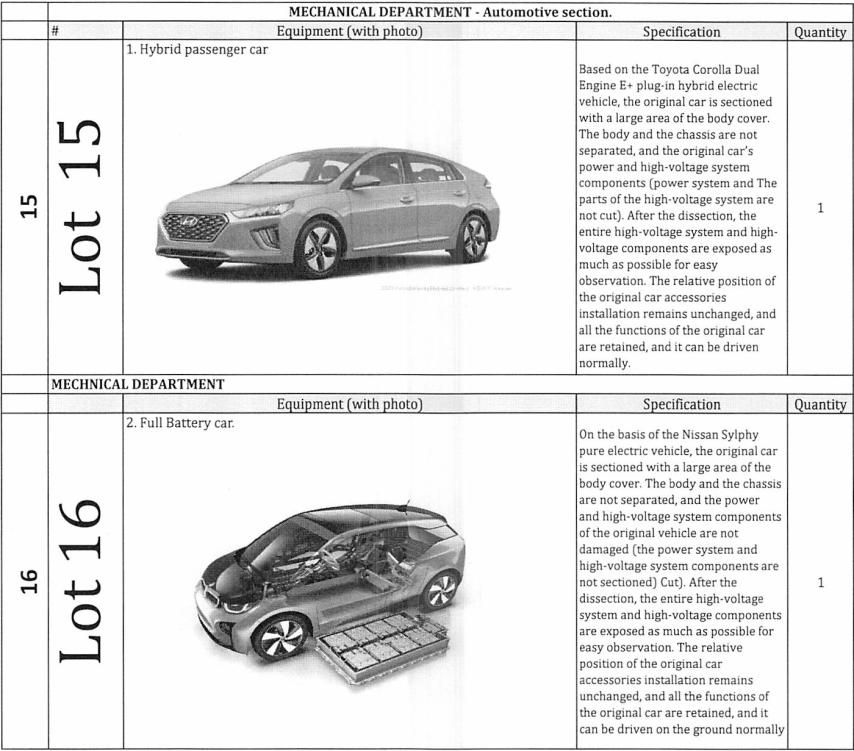 MECHANICAL DEPARTMENT - Automotive section.
# Equipment (with photo) Specification Quantity
15
Lot 15
1. Hybrid passenger car
Based on the Toyota Corolla Dual
Engine E+ plug-in hybrid electric
vehicle, the original car is sectioned
with a large area of the body cover.
The body and the chassis are not
separated, and the original car's
power and high-voltage system
components (power system and The
parts of the high-voltage system are
not cut). After the dissection, the
entire high-voltage system and high-
voltage components are exposed as
much as possible for easy
observation. The relative position of
the original car accessories
installation remains unchanged, and
all the functions of the original car
are retained, and it can be driven
normally.
1
MECHNICAL DEPARTMENT
Equipment (with photo) Specification Quantity
16
Lot 16
2. Full Battery car.
On the basis of the Nissan Sylphy
pure electric vehicle, the original car
is sectioned with a large area of the
body cover. The body and the chassis
are not separated, and the power
and high-voltage system components
of the original vehicle are not
damaged (the power system and
high-voltage system components are
not sectioned) Cut). After the
dissection, the entire high-voltage
system and high-voltage components
are exposed as much as possible for
easy observation. The relative
position of the original car
accessories installation remains
unchanged, and all the functions of
the original car are retained, and it
can be driven on the ground normally
1